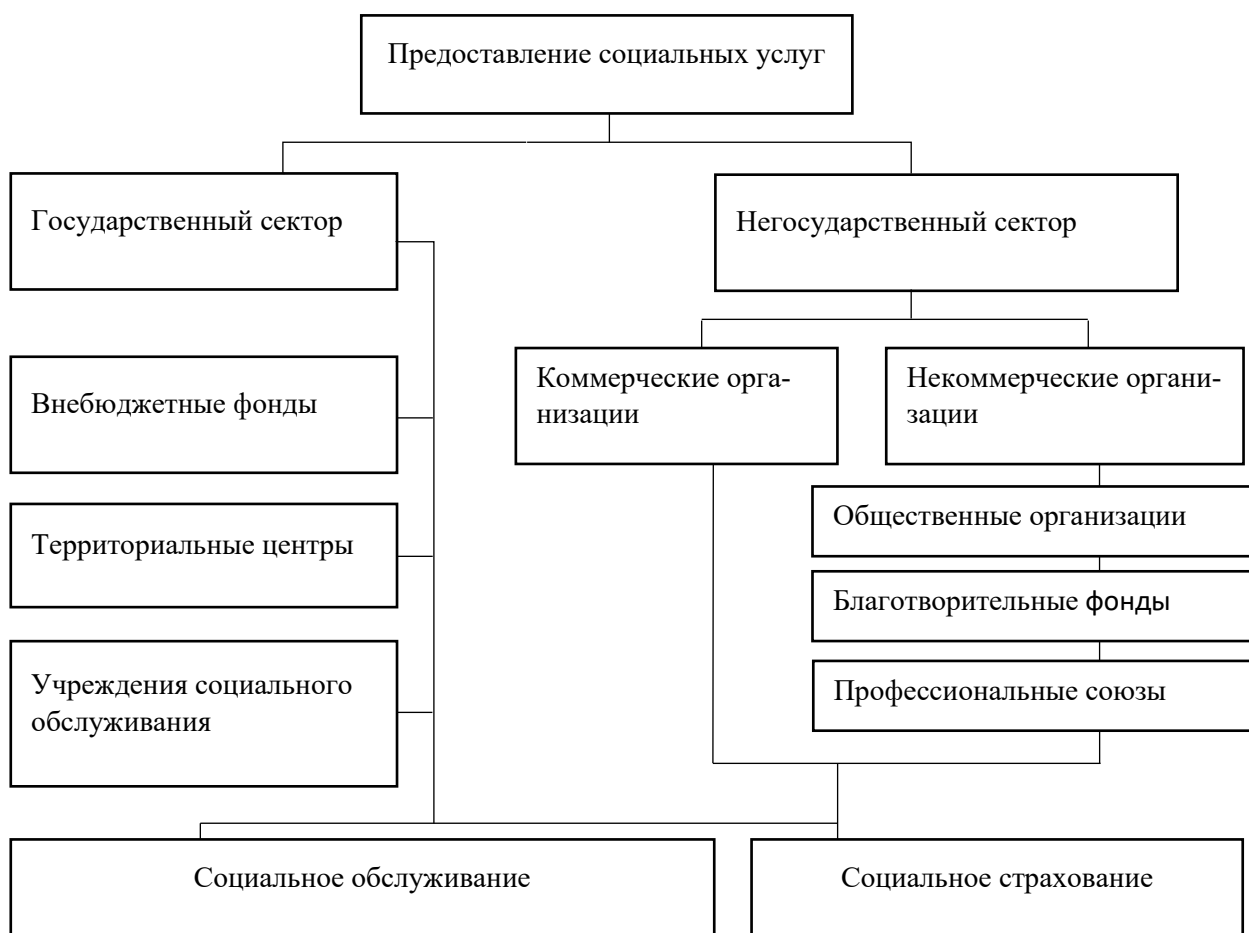 Предоставление социальных услуг
Государственный сектор
Негосударственный сектор
Внебюджетные фонды
Территориальные центры
Учреждения социального
обслуживания
Коммерческие орга-
низации
Некоммерческие органи-
зации
Общественные организации
Благотворительные фонды
Профессиональные союзы
Социальное обслуживание
Социальное страхование